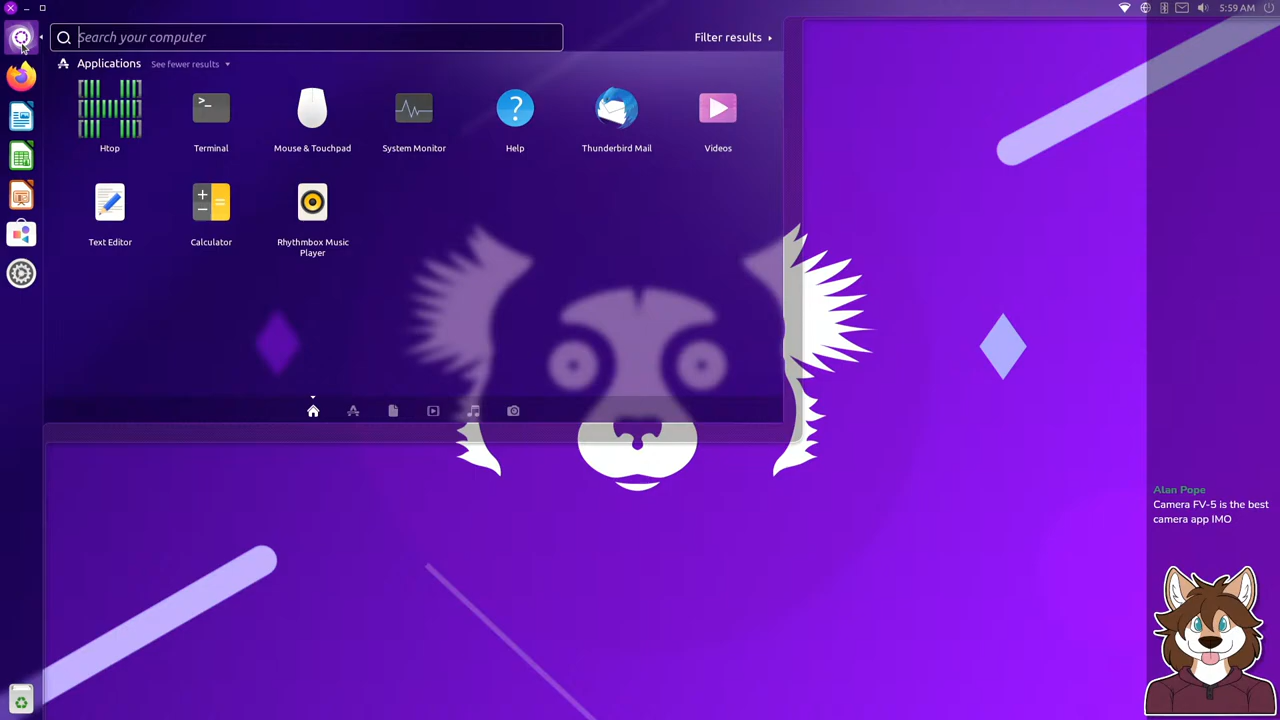 5:59 AM
Search your computer
Filter results
Applications
See fewer results
>_
?
Htop
Terminal
Mouse & Touchpad
System Monitor
Help
Thunderbird Mail
Videos
Text Editor
Calculator
Rhythmbox Music
Player
Alan Pope
Camera FV-5 is the best
camera app IMO